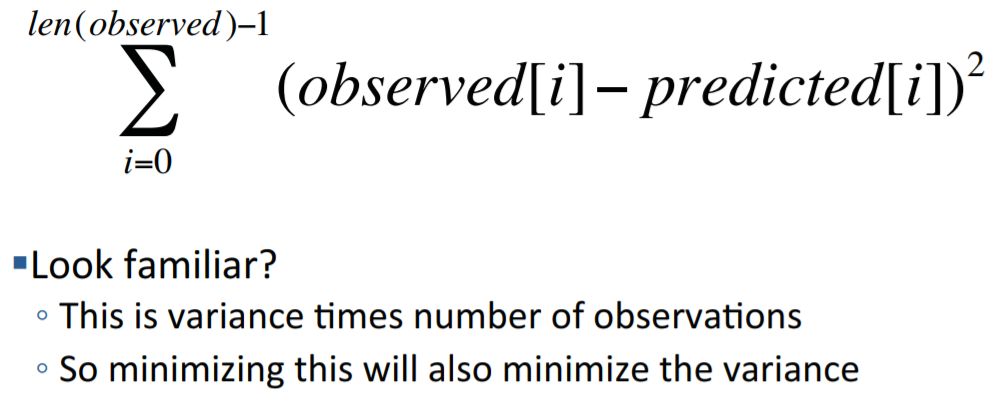 len(observed)–1
∑ (observed[i]– predicted[i])²
i=0
▪Look familiar?
◦ This is variance times number of observations
◦ So minimizing this will also minimize the variance